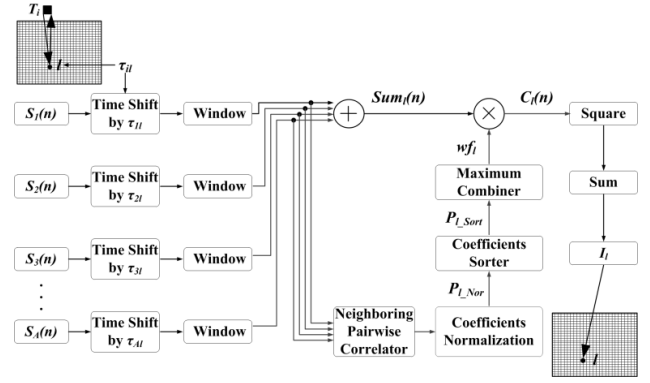 T_i
l
τ_il
S_1(n)
Time Shift
by τ_1l
Window
+
Sum_l(n)
×
C_l(n)
Square
wf_l
S_2(n)
Time Shift
by τ_2l
Window
Maximum
Combiner
Sum
P_l_Sort
S_3(n)
Time Shift
by τ_3l
Window
Coefficients
Sorter
I_l
P_l_Nor
S_A(n)
Time Shift
by τ_Al
Window
Neighboring
Pairwise
Correlator
Coefficients
Normalization
l